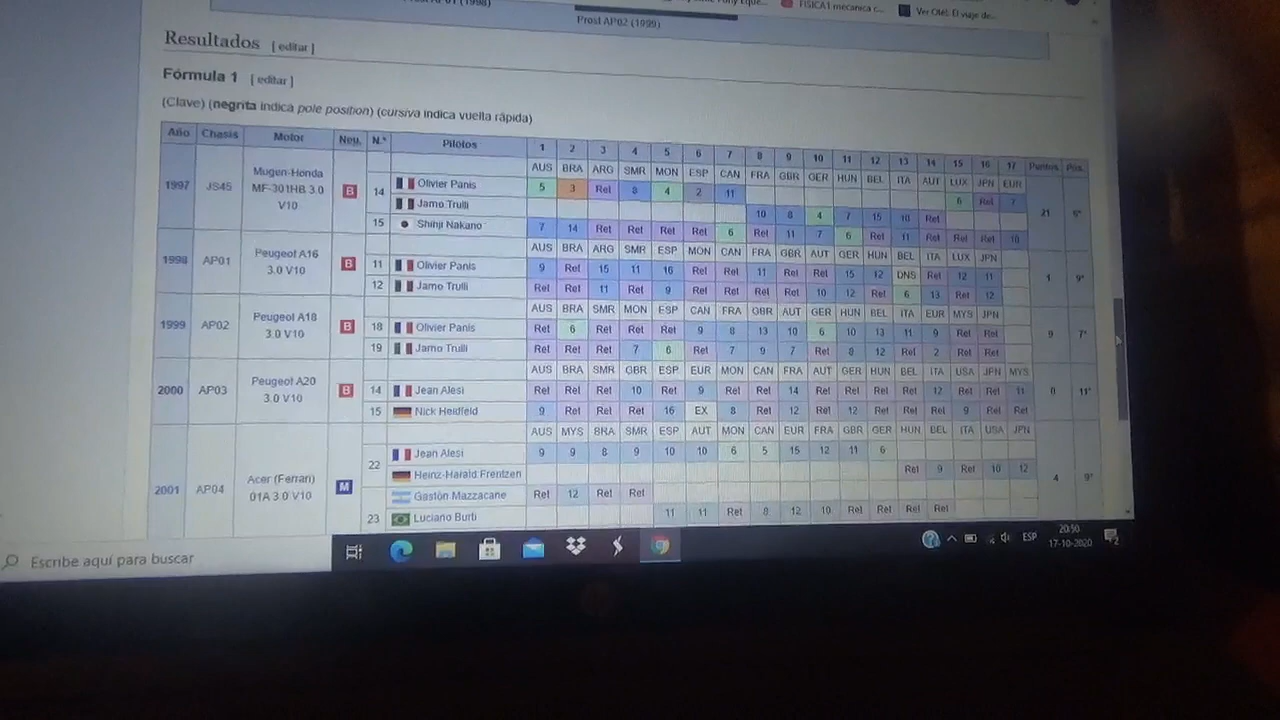 Prost AP01 (1998)
Prost AP02 (1999)
FISICA1 mecanica c...
Ver Olé! El viaje de...
Resultados [ editar ]
Fórmula 1 [ editar ]
(Clave) (negrita indica pole position) (cursiva indica vuelta rápida)
Año Chasis Motor Neu. N.º Pilotos 1 2 3 4 5 6 7 8 9 10 11 12 13 14 15 16 17 Puntos Pos.
AUS BRA ARG SMR MON ESP CAN FRA GBR GER HUN BEL ITA AUT LUX JPN EUR
1997 JS45 Mugen-Honda MF-301HB 3.0 V10 B 21 6º
14 Olivier Panis 5 3 Ret 8 4 2 11 6 Ret 7
Jarno Trulli 10 8 4 7 15 10 Ret
15 Shinji Nakano 7 14 Ret Ret Ret Ret 6 Ret 11 7 6 Ret 11 Ret Ret Ret 10
AUS BRA ARG SMR ESP MON CAN FRA GBR AUT GER HUN BEL ITA LUX JPN
1998 AP01 Peugeot A16 3.0 V10 B 1 9º
11 Olivier Panis 9 Ret 15 11 16 Ret Ret 11 Ret Ret 15 12 DNS Ret 12 11
12 Jarno Trulli Ret Ret 11 Ret 9 Ret Ret Ret Ret 10 12 Ret 6 13 Ret 12
AUS BRA SMR MON ESP CAN FRA GBR AUT GER HUN BEL ITA EUR MYS JPN
1999 AP02 Peugeot A18 3.0 V10 B 9 7º
18 Olivier Panis Ret 6 Ret Ret Ret 9 8 13 10 6 10 13 11 9 Ret Ret
19 Jarno Trulli Ret Ret Ret 7 6 Ret 7 9 7 Ret 8 12 Ret 2 Ret Ret
AUS BRA SMR GBR ESP EUR MON CAN FRA AUT GER HUN BEL ITA USA JPN MYS
2000 AP03 Peugeot A20 3.0 V10 B 0 11º
14 Jean Alesi Ret Ret Ret 10 Ret 9 Ret Ret 14 Ret Ret Ret Ret 12 Ret Ret 11
15 Nick Heidfeld 9 Ret Ret Ret 16 EX 8 Ret 12 Ret 12 Ret Ret Ret 9 Ret Ret
AUS MYS BRA SMR ESP AUT MON CAN EUR FRA GBR GER HUN BEL ITA USA JPN
2001 AP04 Acer (Ferrari) 01A 3.0 V10 M 4 9º
22 Jean Alesi 9 9 8 9 10 10 6 5 15 12 11 6
Heinz-Harald Frentzen Ret 9 Ret 10 12
23 Gastón Mazzacane Ret 12 Ret Ret
Luciano Burti 11 11 Ret 8 12 10 Ret Ret Ret Ret
Escribe aquí para buscar
ESP
20:50
17-10-2020